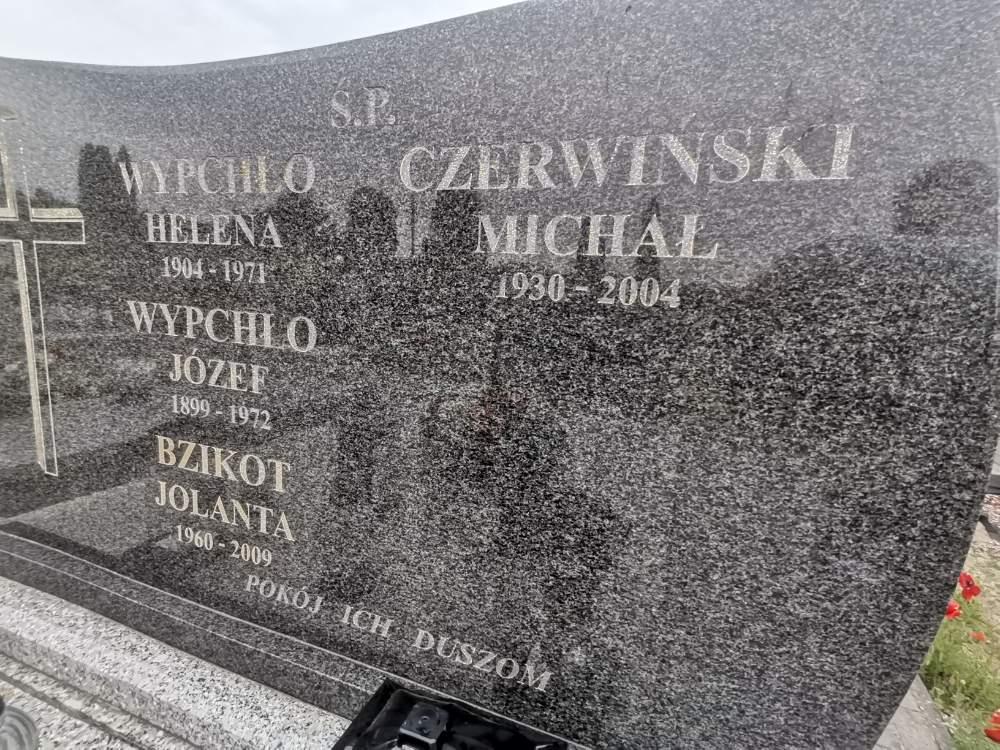 Ś.P.
WYPCHŁO
HELENA
1904 - 1971
WYPCHŁO
JÓZEF
1899 - 1972
BZIKOT
JOLANTA
1960 - 2009
CZERWIŃSKI
MICHAŁ
1930 - 2004
POKÓJ ICH DUSZOM